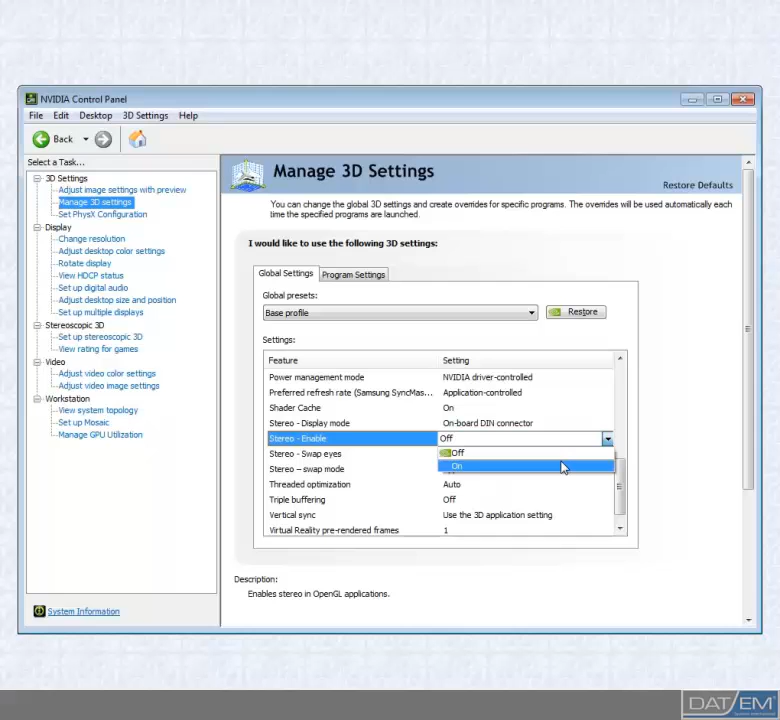 NVIDIA Control Panel
File Edit Desktop 3D Settings Help
Back
Select a Task...
3D Settings
Adjust image settings with preview
Manage 3D settings
Set PhysX Configuration
Display
Change resolution
Adjust desktop color settings
Rotate display
View HDCP status
Set up digital audio
Adjust desktop size and position
Set up multiple displays
Stereoscopic 3D
Set up stereoscopic 3D
View rating for games
Video
Adjust video color settings
Adjust video image settings
Workstation
View system topology
Set up Mosaic
Manage GPU Utilization
System Information
Manage 3D Settings
Restore Defaults
You can change the global 3D settings and create overrides for specific programs. The overrides will be used automatically each
time the specified programs are launched.
I would like to use the following 3D settings:
Global Settings Program Settings
Global presets:
Base profile Restore
Settings:
Feature Setting
Power management mode NVIDIA driver-controlled
Preferred refresh rate (Samsung SyncMas... Application-controlled
Shader Cache On
Stereo - Display mode On-board DIN connector
Stereo - Enable Off
Stereo - Swap eyes Off
On
Stereo – swap mode
Threaded optimization Auto
Triple buffering Off
Vertical sync Use the 3D application setting
Virtual Reality pre-rendered frames 1
Description:
Enables stereo in OpenGL applications.
DAT/EM